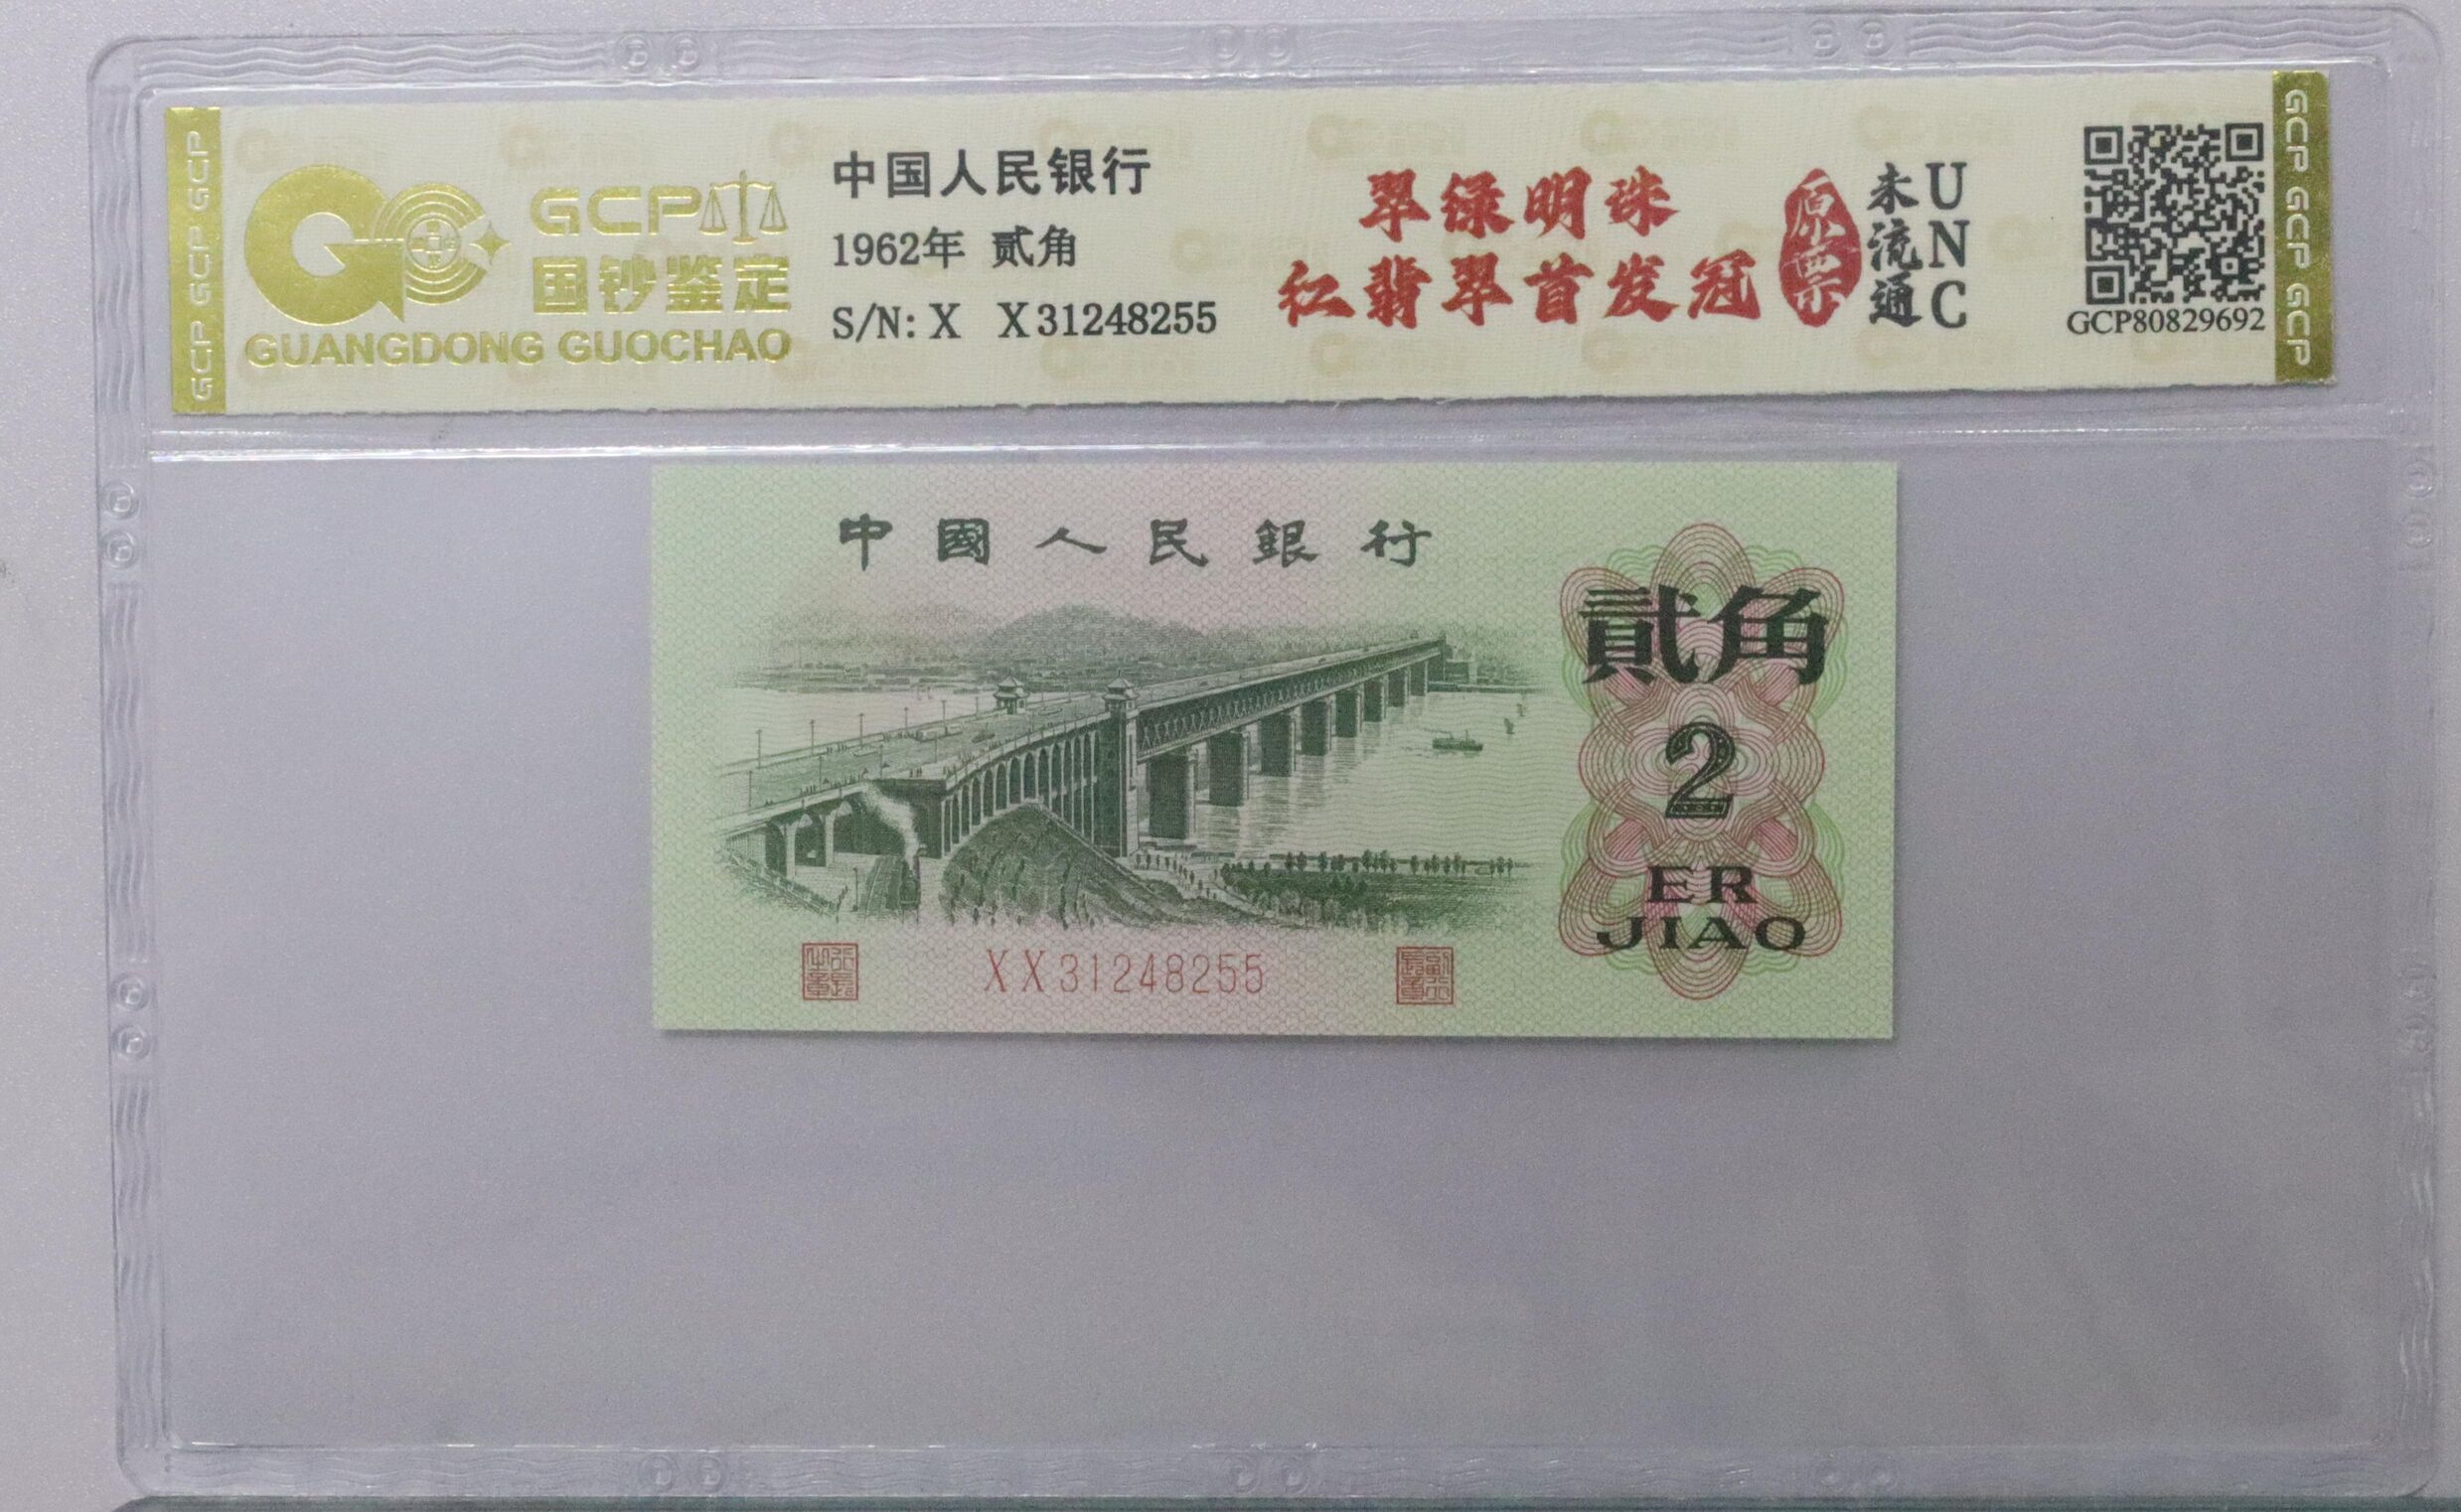 GCP GCP GCP
GCP
国钞鉴定
GUANGDONG GUOCHAO
中国人民银行
1962年 贰角
S/N: X X31248255
翠绿明珠
红翡翠首发冠
原票
未流通
UNC
GCP80829692
GCP GCP GCP
中國人民銀行
貳角
2
ER
JIAO
XX31248255